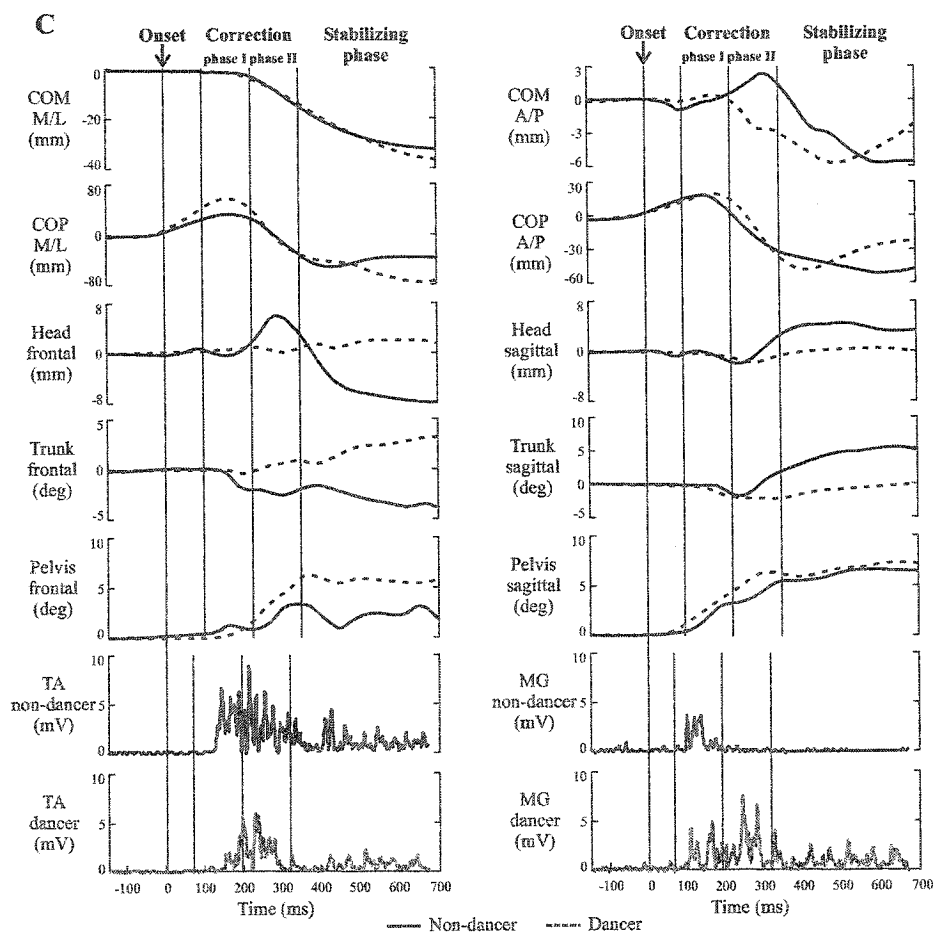 C
Onset Correction Stabilizing phase
phase I phase II
COM M/L (mm)
0
-20
-40
COP M/L (mm)
80
0
-80
Head frontal (mm)
8
0
-8
Trunk frontal (deg)
5
0
-5
Pelvis frontal (deg)
10
5
0
TA non-dancer (mV)
10
5
0
TA dancer (mV)
10
5
0
-100 0 100 200 300 400 500 600 700
Time (ms)
Onset Correction Stabilizing phase
phase I phase II
COM A/P (mm)
3
0
-3
-6
COP A/P (mm)
30
0
-30
-60
Head sagittal (mm)
8
4
0
-4
-8
Trunk sagittal (deg)
10
5
0
-5
Pelvis sagittal (deg)
10
5
0
MG non-dancer (mV)
10
5
0
MG dancer (mV)
10
5
0
-100 0 100 200 300 400 500 600 700
Time (ms)
Non-dancer Dancer